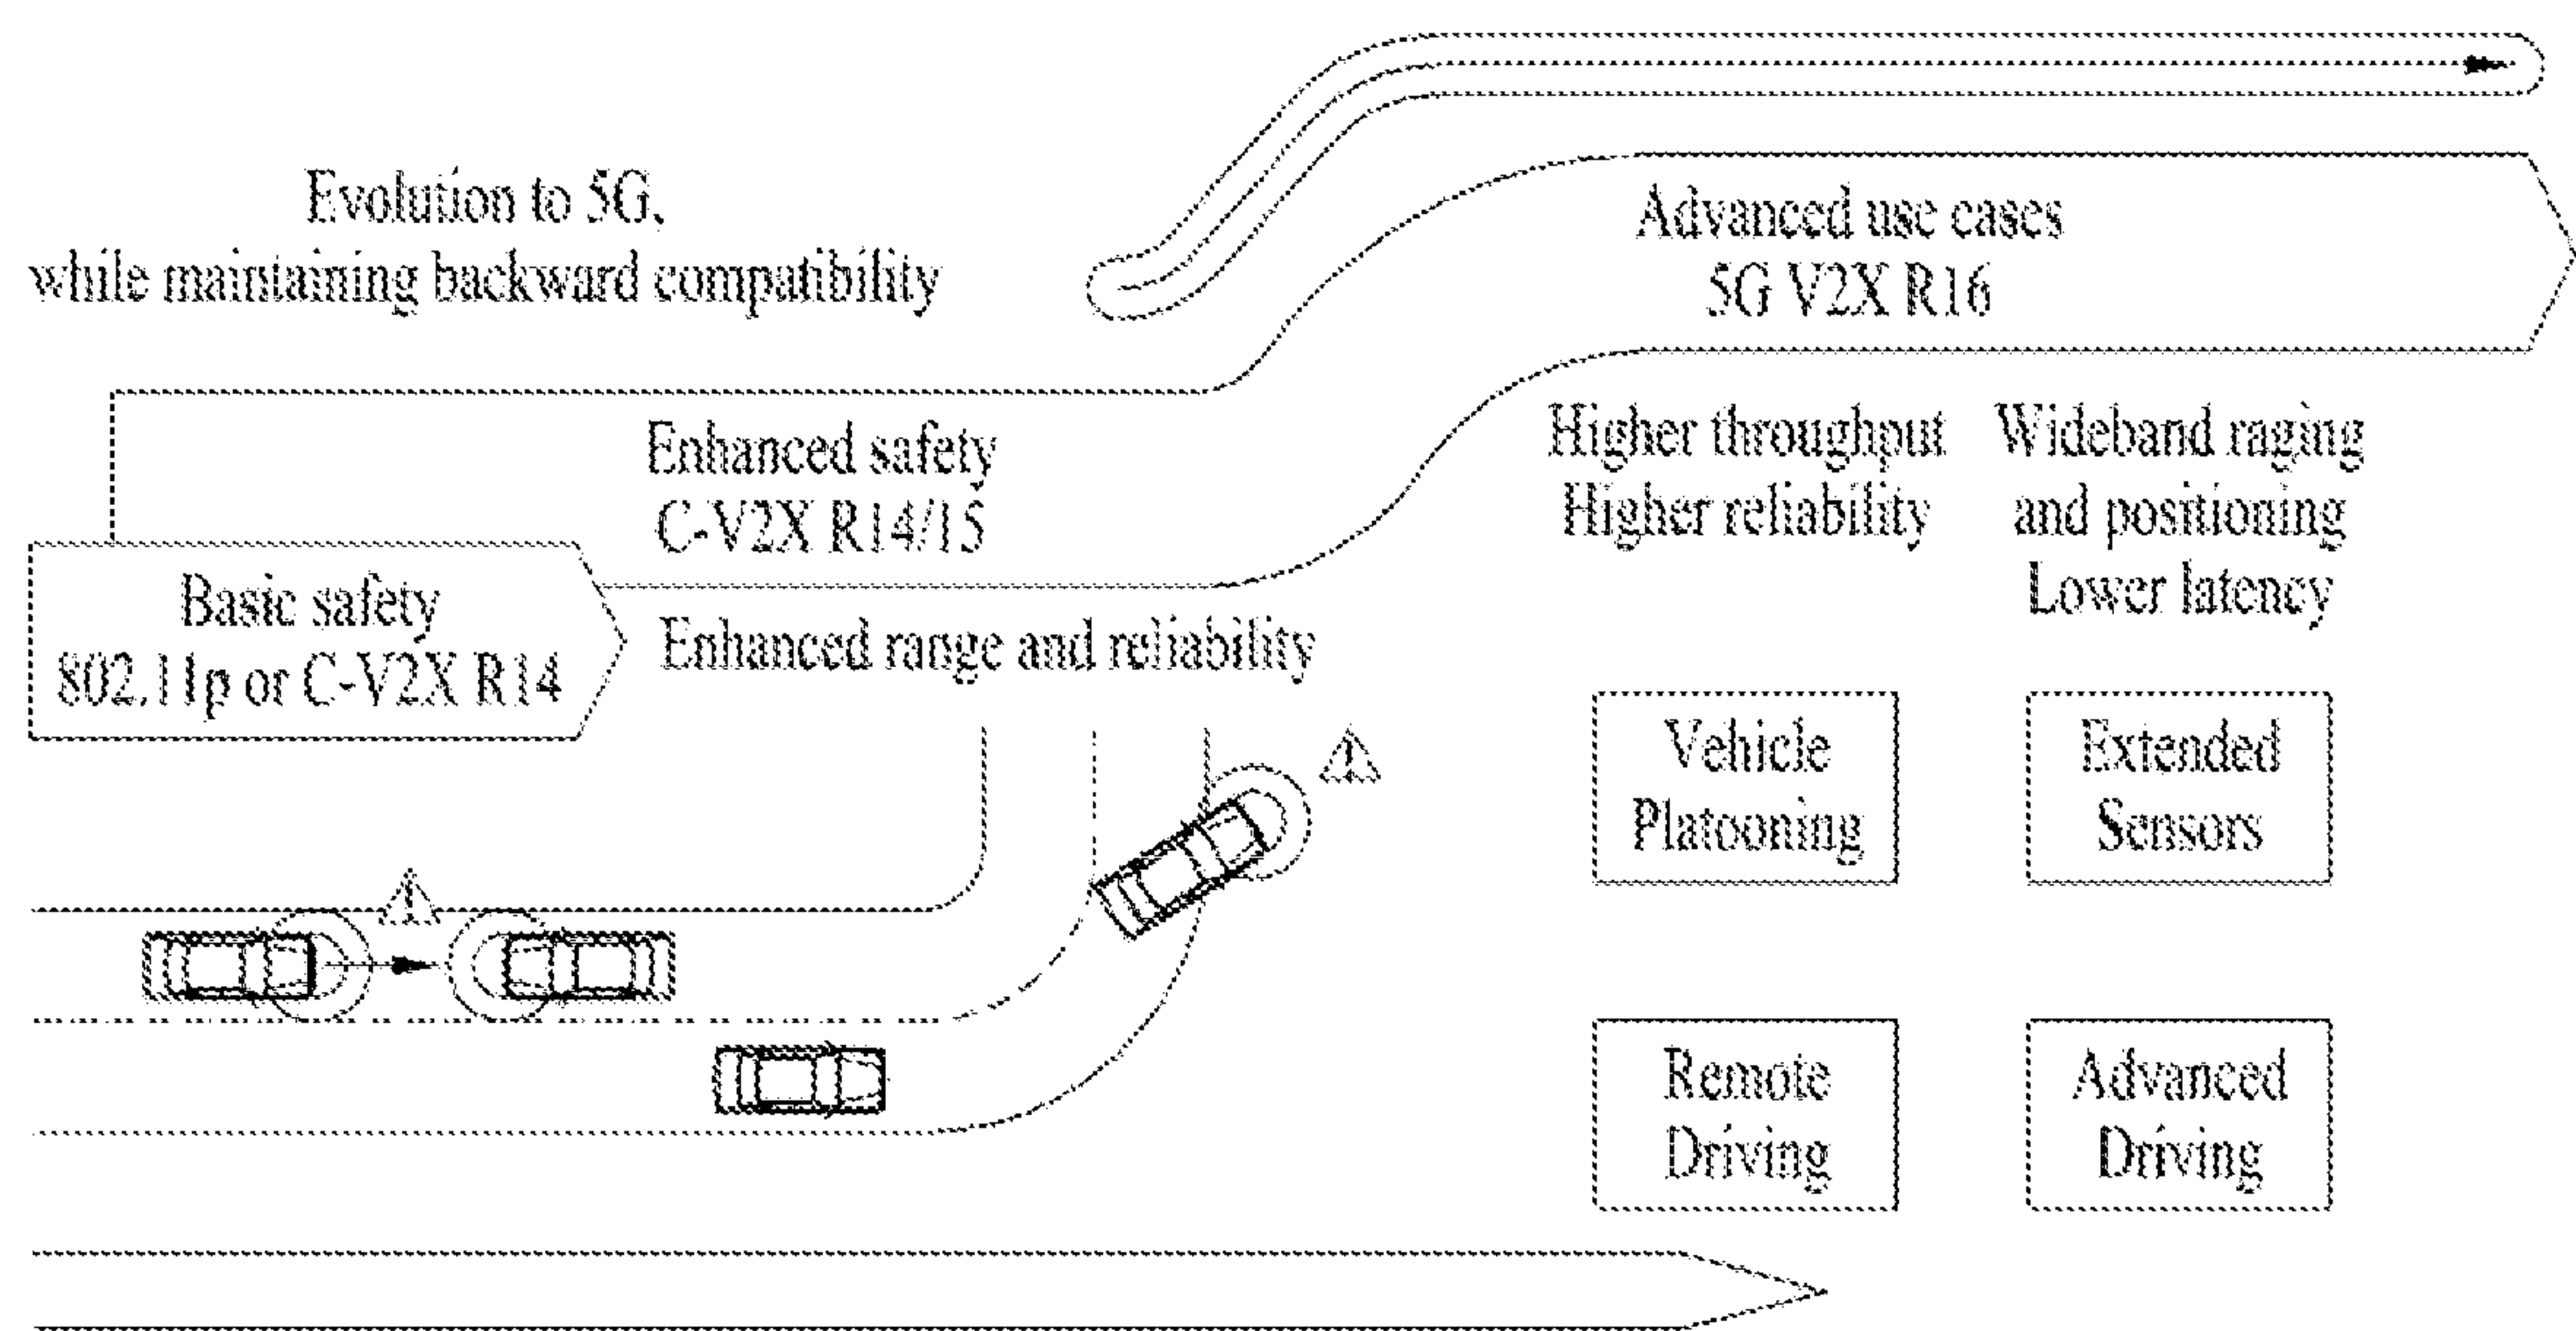 Evolution to 5G,
while maintaining backward compatibility
Advanced use cases
5G V2X R16
Enhanced safety
C-V2X R14/15
Basic safety
802.11p or C-V2X R14
Enhanced range and reliability
Higher throughput
Higher reliability
Wideband raging
and positioning
Lower latency
Vehicle
Platooning
Extended
Sensors
Remote
Driving
Advanced
Driving